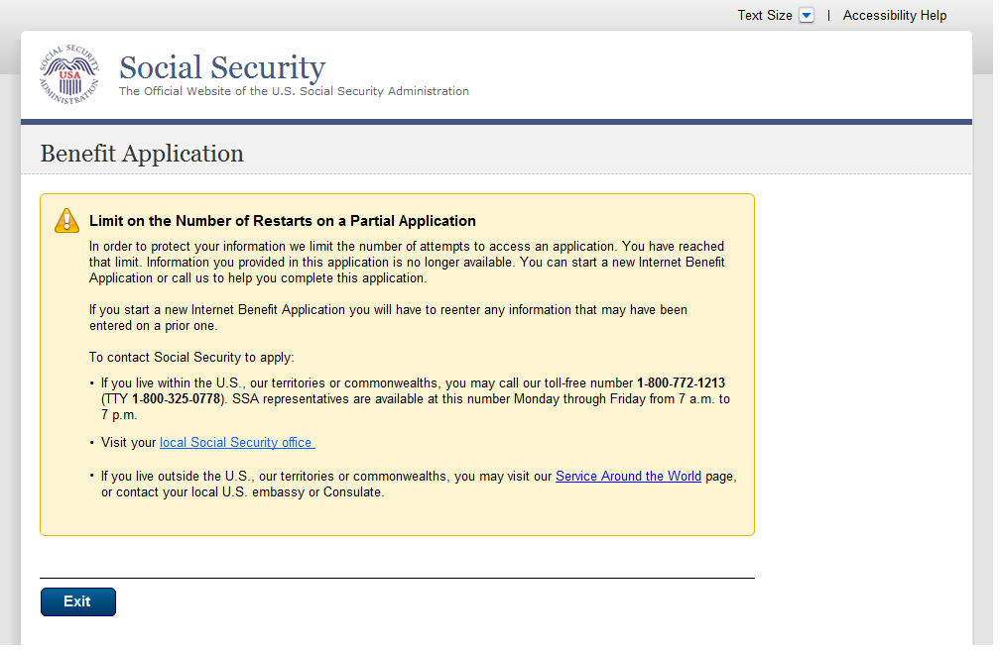 Text Size | Accessibility Help
SOCIAL SECURITY ADMINISTRATION
USA
Social Security
The Official Website of the U.S. Social Security Administration
Benefit Application
Limit on the Number of Restarts on a Partial Application
In order to protect your information we limit the number of attempts to access an application. You have reached
that limit. Information you provided in this application is no longer available. You can start a new Internet Benefit
Application or call us to help you complete this application.
If you start a new Internet Benefit Application you will have to reenter any information that may have been
entered on a prior one.
To contact Social Security to apply:
• If you live within the U.S., our territories or commonwealths, you may call our toll-free number 1-800-772-1213
(TTY 1-800-325-0778). SSA representatives are available at this number Monday through Friday from 7 a.m. to
7 p.m.
• Visit your local Social Security office
• If you live outside the U.S., our territories or commonwealths, you may visit our Service Around the World page,
or contact your local U.S. embassy or Consulate.
Exit